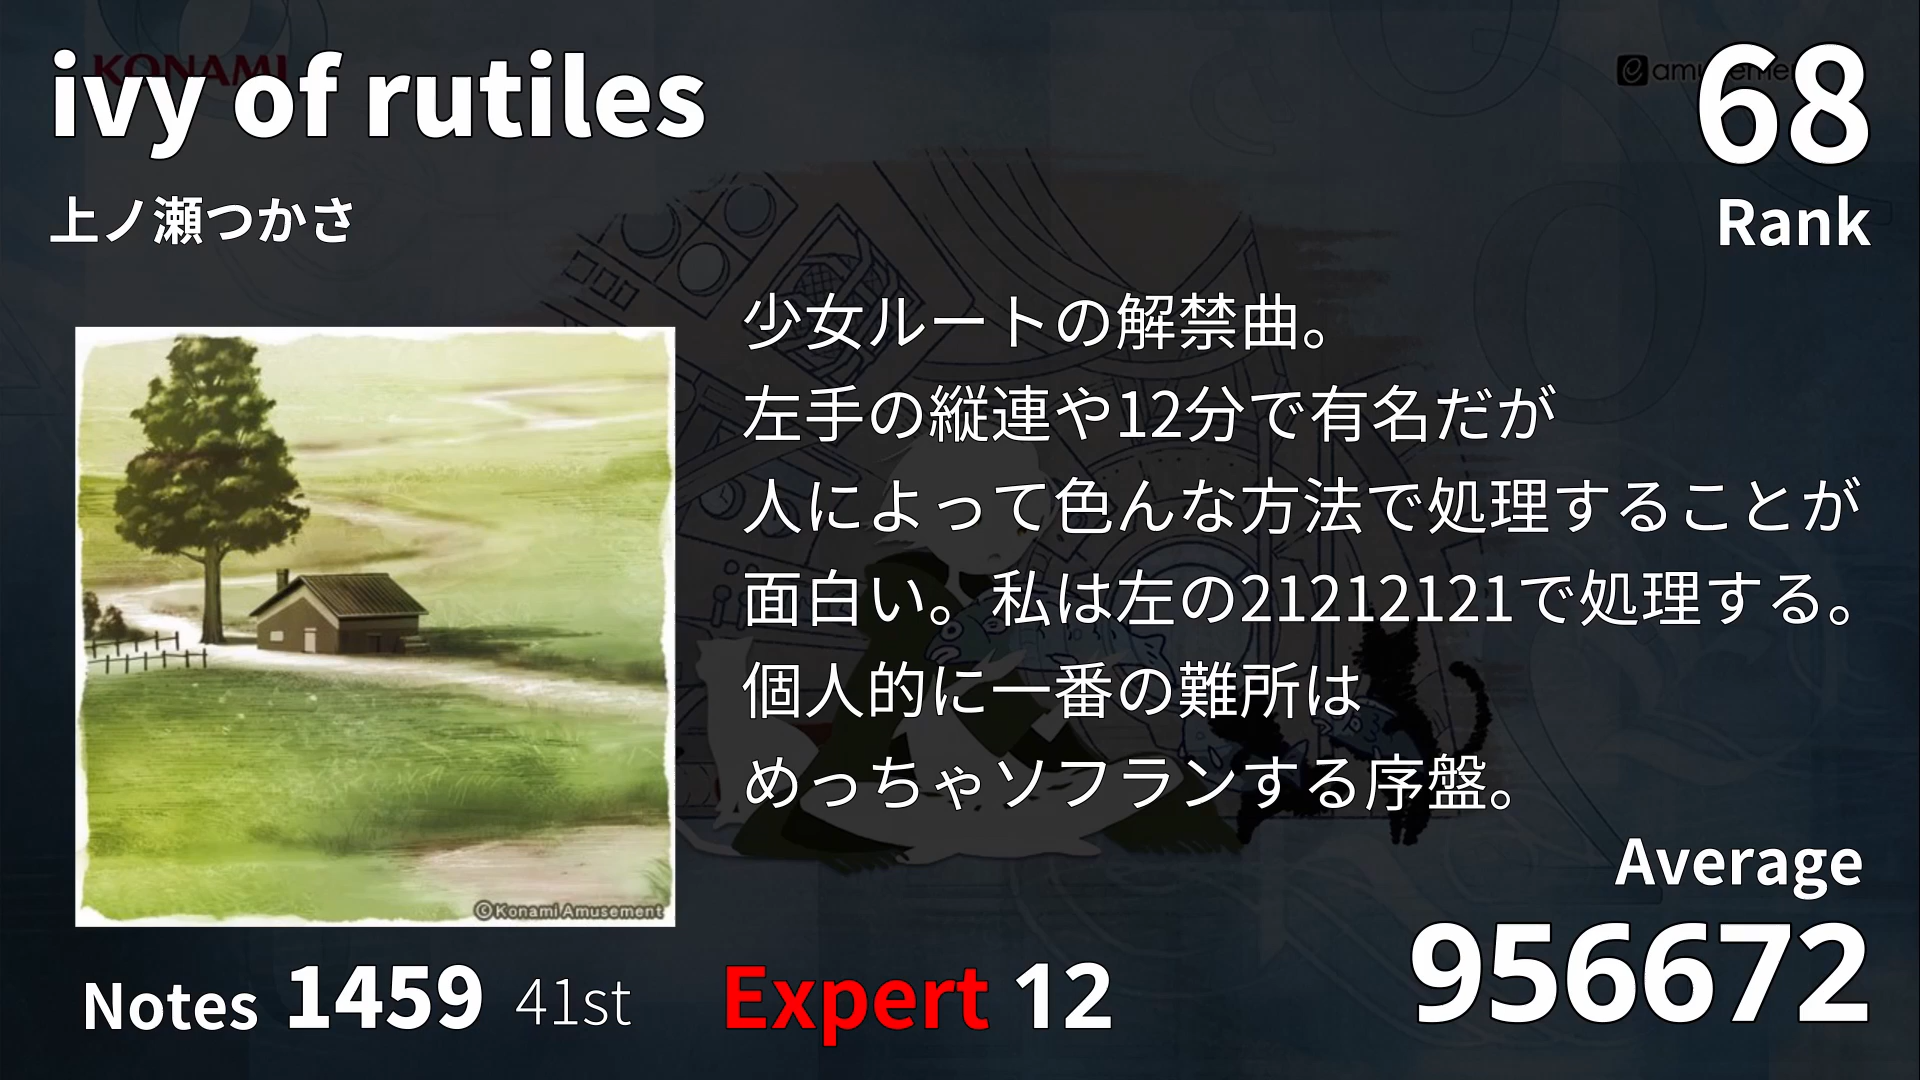 KONAMI
ivy of rutiles
上ノ瀬つかさ
e amusement
68
Rank
少女ルートの解禁曲。
左手の縦連や12分で有名だが
人によって色んな方法で処理することが
面白い。私は左の21212121で処理する。
個人的に一番の難所は
めっちゃソフランする序盤。
©Konami Amusement
Average
956672
Notes 1459 41st
Expert 12